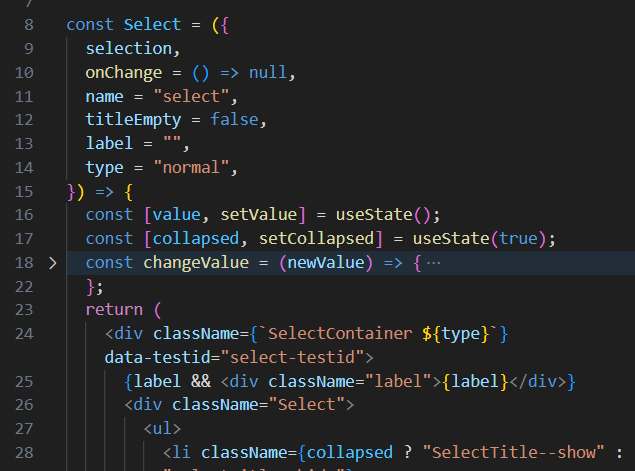 8 const Select = ({
9 selection,
10 onChange = () => null,
11 name = "select",
12 titleEmpty = false,
13 label = "",
14 type = "normal",
15 }) => {
16 const [value, setValue] = useState();
17 const [collapsed, setCollapsed] = useState(true);
18 > const changeValue = (newValue) => { ···
22 };
23 return (
24 <div className={`SelectContainer ${type}`}
data-testid="select-testid">
25 {label && <div className="label">{label}</div>}
26 <div className="Select">
27 <ul>
28 <li className={collapsed ? "SelectTitle--show" :